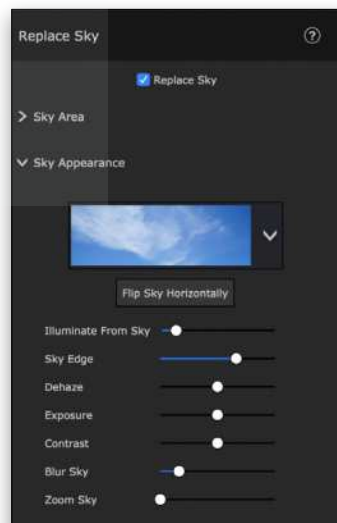 Replace Sky ?
Replace Sky
Sky Area
Sky Appearance
Flip Sky Horizontally
Illuminate From Sky
Sky Edge
Dehaze
Exposure
Contrast
Blur Sky
Zoom Sky